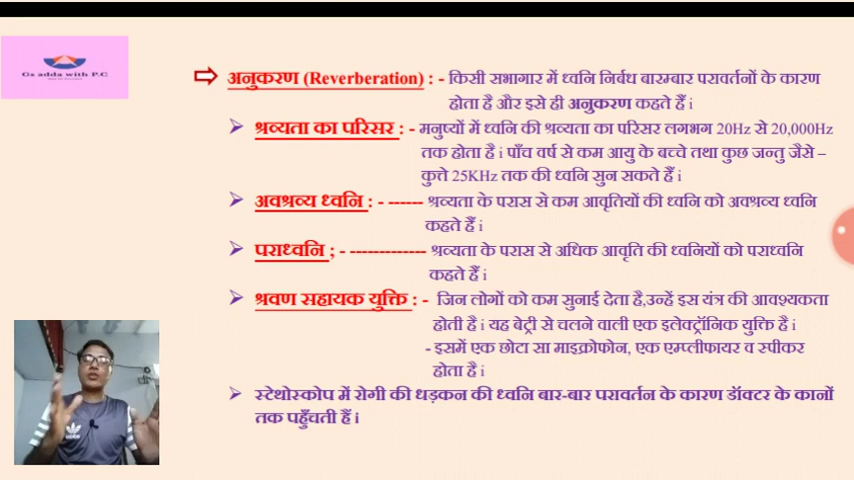 Gs adda with P.C
अनुकरण (Reverberation) : - किसी सभागार में ध्वनि निर्बध बारम्बार परावर्तनों के कारण
होता है और इसे ही अनुकरण कहते हैं i
श्रव्यता का परिसर : - मनुष्यों में ध्वनि की श्रव्यता का परिसर लगभग 20Hz से 20,000Hz
तक होता है i पाँच वर्ष से कम आयु के बच्चे तथा कुछ जन्तु जैसे –
कुत्ते 25KHz तक की ध्वनि सुन सकते हैं i
अवश्रव्य ध्वनि : - ------ श्रव्यता के परास से कम आवृतियों की ध्वनि को अवश्रव्य ध्वनि
कहते हैं i
पराध्वनि ; - -------------- श्रव्यता के परास से अधिक आवृति की ध्वनियों को पराध्वनि
कहते हैं i
श्रवण सहायक युक्ति : - जिन लोगों को कम सुनाई देता है,उन्हें इस यंत्र की आवश्यकता
होती है i यह बेट्री से चलने वाली एक इलेक्ट्रॉनिक युक्ति है i
- इसमें एक छोटा सा माइक्रोफोन, एक एम्प्लीफायर व स्पीकर
होता है i
स्टेथोस्कोप में रोगी की धड़कन की ध्वनि बार-बार परावर्तन के कारण डॉक्टर के कानों
तक पहुँचती हैं i